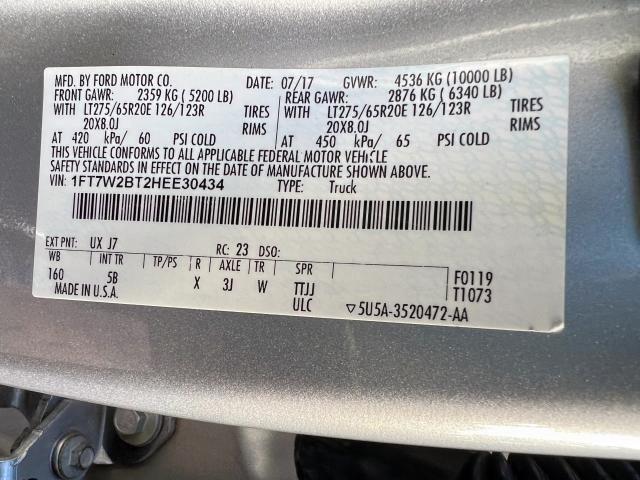 MFD. BY FORD MOTOR CO. DATE: 07/17 GVWR: 4536 KG (10000 LB)
FRONT GAWR: 2359 KG ( 5200 LB) REAR GAWR: 2876 KG ( 6340 LB)
WITH LT275/65R20E 126/123R TIRES WITH LT275/65R20E 126/123R TIRES
20X8.0J RIMS 20X8.0J RIMS
AT 420 kPa/ 60 PSI COLD AT 450 kPa/ 65 PSI COLD
THIS VEHICLE CONFORMS TO ALL APPLICABLE FEDERAL MOTOR VEHICLE
SAFETY STANDARDS IN EFFECT ON THE DATE OF MANUFACTURE SHOWN ABOVE.
VIN: 1FT7W2BT2HEE30434 TYPE: Truck
EXT PNT: UX J7 RC: 23 DSO:
WB INT TR TP/PS R AXLE TR SPR
160 5B X 3J W TTJJ F0119
MADE IN U.S.A. ULC T1073
▽5U5A-3520472-AA